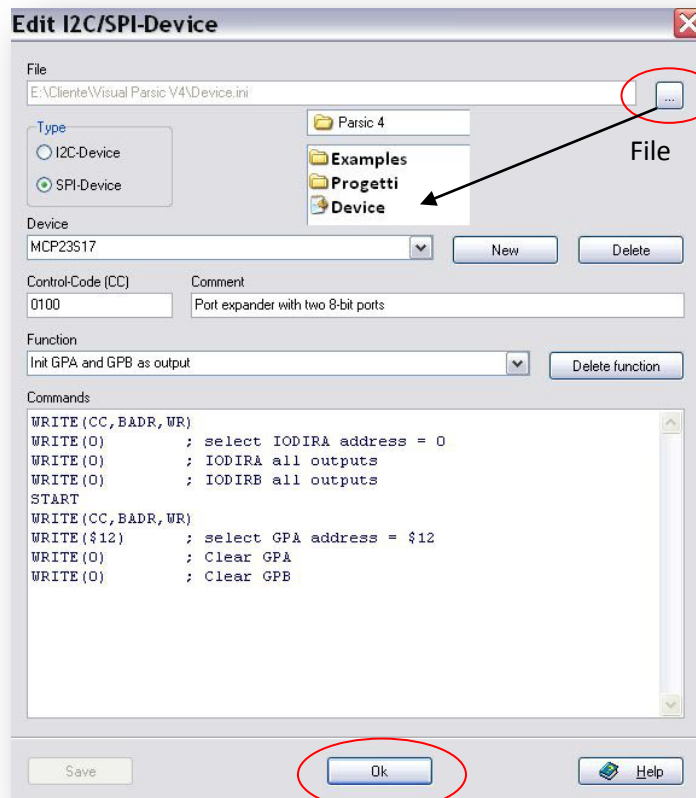 Edit I2C/SPI-Device
File
E:\Cliente\Visual Parsic V4\Device.ini
...
Type
I2C-Device
SPI-Device
Parsic 4
Examples
Progetti
Device
File
Device
MCP23S17
New
Delete
Control-Code (CC)
Comment
0100
Port expander with two 8-bit ports
Function
Init GPA and GPB as output
Delete function
Commands
WRITE(CC,BADR,WR)
WRITE(0) ; select IODIRA address = 0
WRITE(0) ; IODIRA all outputs
WRITE(0) ; IODIRB all outputs
START
WRITE(CC,BADR,WR)
WRITE($12) ; select GPA address = $12
WRITE(0) ; Clear GPA
WRITE(0) ; Clear GPB
Save
Ok
Help